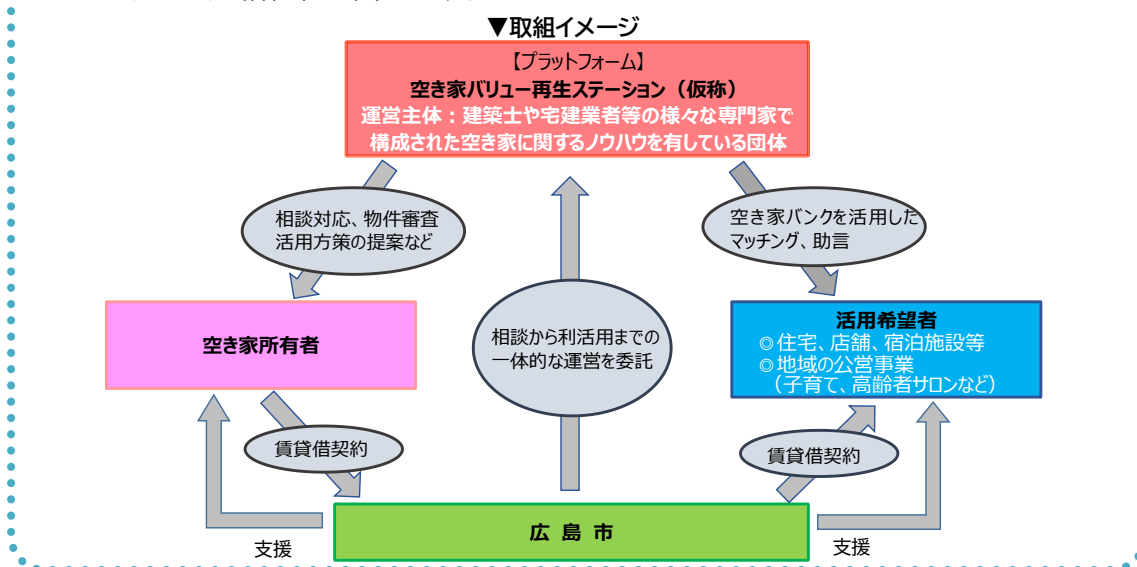 ▼取組イメージ
【プラットフォーム】
空き家バリュー再生ステーション（仮称）
運営主体：建築士や宅建業者等の様々な専門家で
構成された空き家に関するノウハウを有している団体
相談対応、物件審査
活用方策の提案など
空き家バンクを活用した
マッチング、助言
空き家所有者
相談から利活用までの
一体的な運営を委託
活用希望者
◎住宅、店舗、宿泊施設等
◎地域の公営事業
（子育て、高齢者サロンなど）
賃貸借契約
賃貸借契約
広 島 市
支援
支援